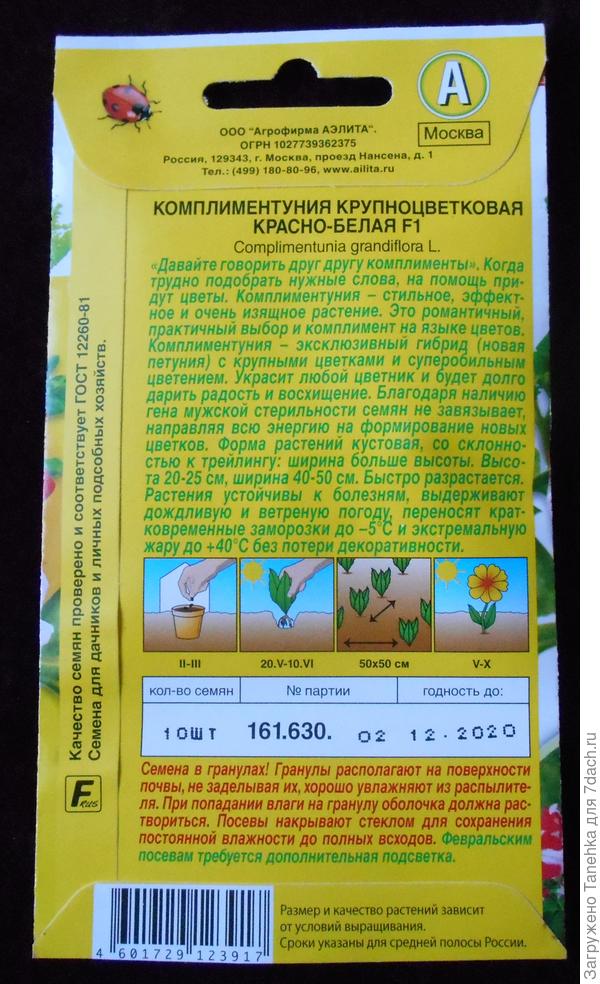 А
Москва
ООО "Агрофирма АЭЛИТА".
ОГРН 1027739362375
Россия, 129343, г. Москва, проезд Нансена, д. 1
Тел.: (499) 180-80-96, www.ailita.ru
КОМПЛИМЕНТУНИЯ КРУПНОЦВЕТКОВАЯ
КРАСНО-БЕЛАЯ F1
Complimentunia grandiflora L.
«Давайте говорить друг другу комплименты». Когда
трудно подобрать нужные слова, на помощь при-
дут цветы. Комплиментуния – стильное, эффект-
ное и очень изящное растение. Это романтичный,
практичный выбор и комплимент на языке цветов.
Комплиментуния – эксклюзивный гибрид (новая
петуния) с крупными цветками и суперобильным
цветением. Украсит любой цветник и будет долго
дарить радость и восхищение. Благодаря наличию
гена мужской стерильности семян не завязывает,
направляя всю энергию на формирование новых
цветков. Форма растений кустовая, со склонно-
стью к трейлингу: ширина больше высоты. Высо-
та 20-25 см, ширина 40-50 см. Быстро разрастается.
Растения устойчивы к болезням, выдерживают
дождливую и ветреную погоду, переносят крат-
ковременные заморозки до –5°С и экстремальную
жару до +40°С без потери декоративности.
II-III
20.V-10.VI
50x50 см
V-X
кол-во семян
№ партии
годность до:
10шт
161.630.
02
12.2020
Семена в гранулах! Гранулы располагают на поверхности
почвы, не заделывая их, хорошо увлажняют из распылите-
ля. При попадании влаги на гранулу оболочка должна рас-
твориться. Посевы накрывают стеклом для сохранения
постоянной влажности до полных всходов. Февральским
посевам требуется дополнительная подсветка.
Качество семян проверено и соответствует ГОСТ 12260-81
Семена для дачников и личных подсобных хозяйств.
F RUS
4 601729 123917
Размер и качество растений зависит
от условий выращивания.
Сроки указаны для средней полосы России.
Загружено Tanehka для 7dach.ru